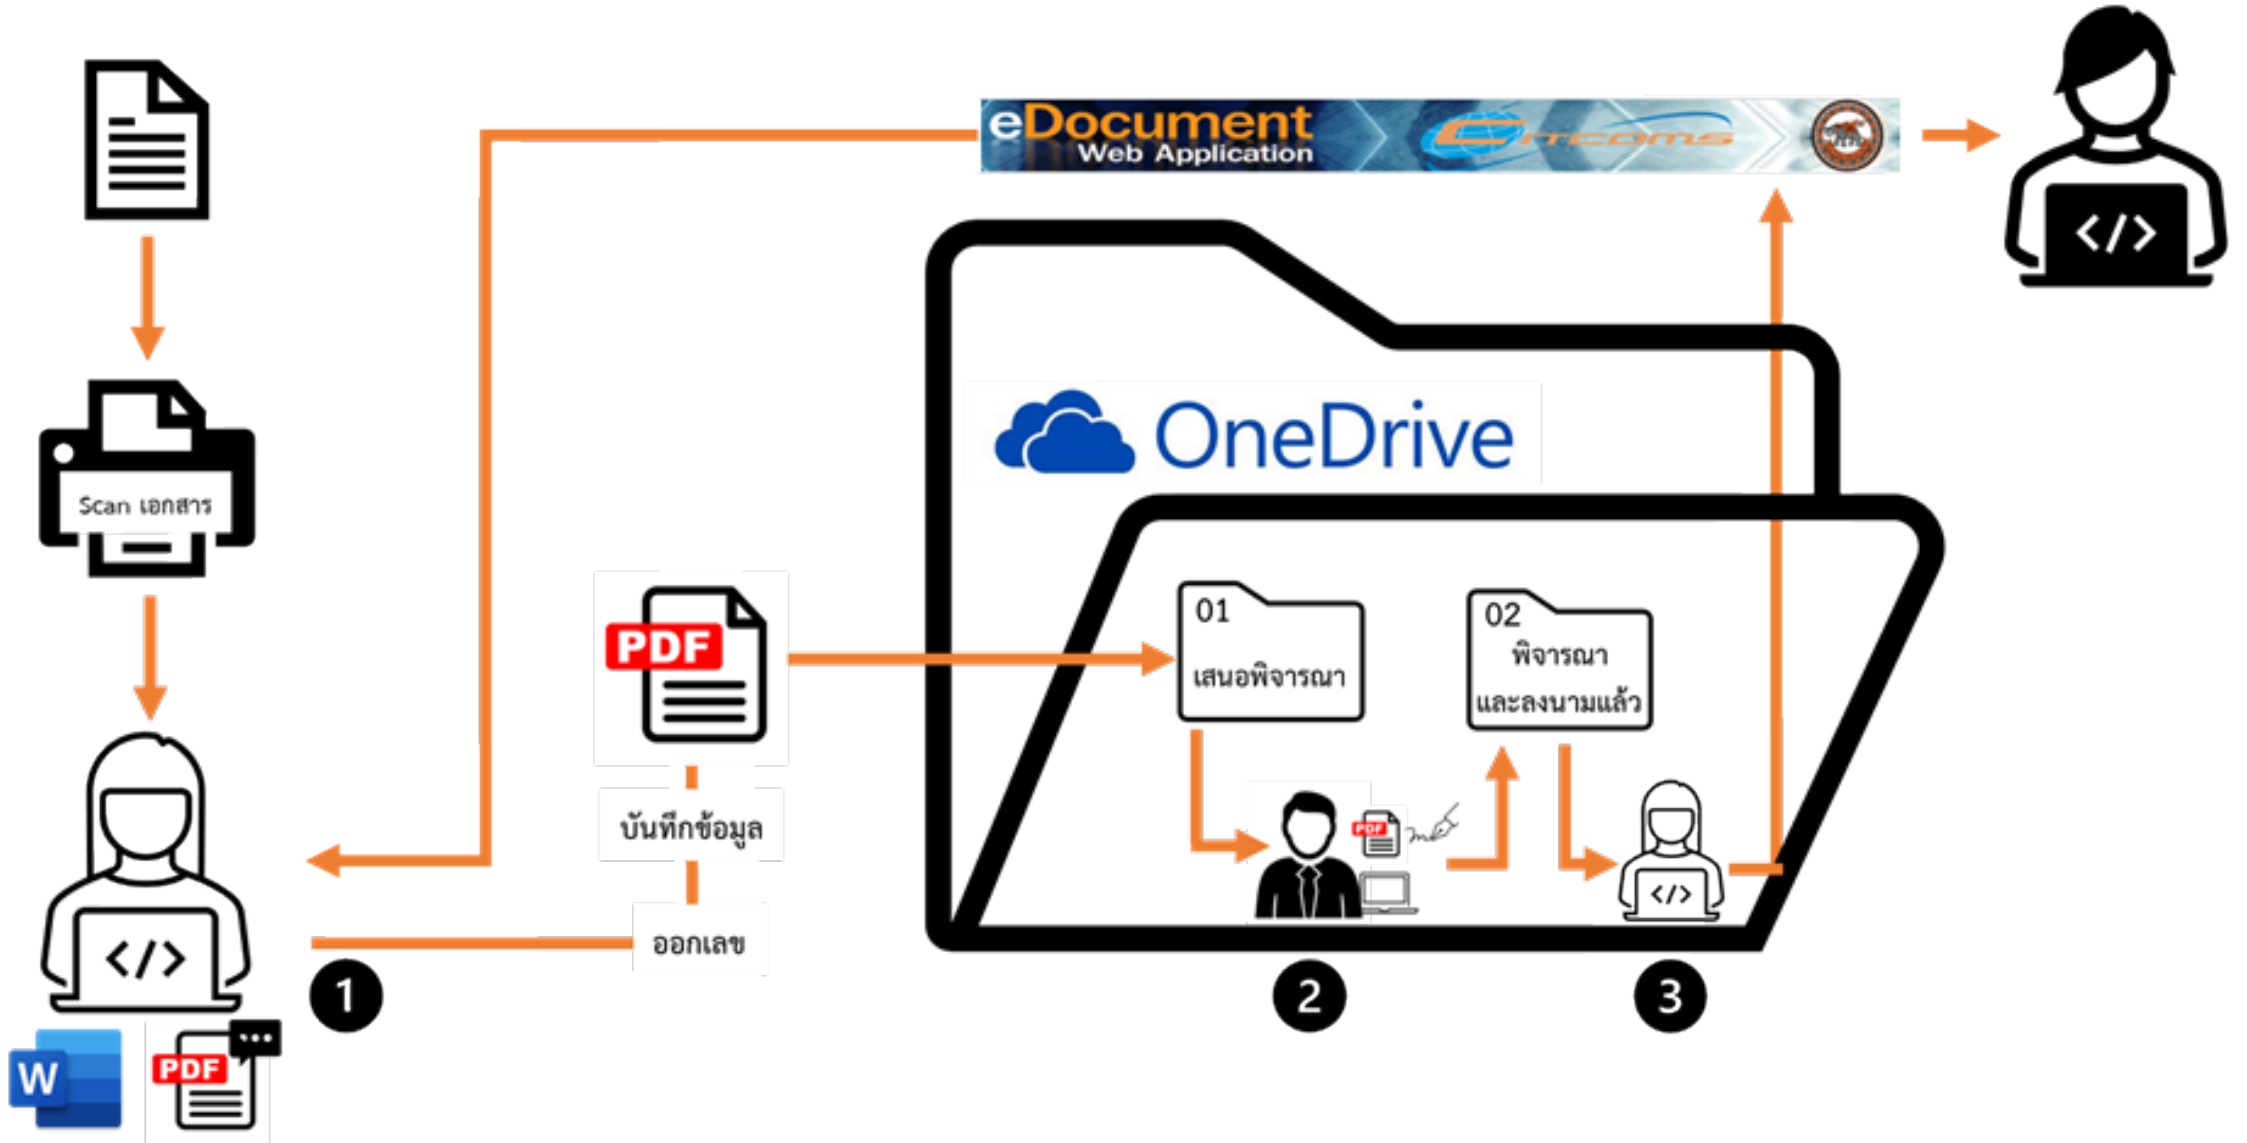 eDocument
Web Application
CITCOMS
</>
Scan เอกสาร
OneDrive
PDF
01
เสนอพิจารณา
02
พิจารณา
และลงนามแล้ว
บันทึกข้อมูล
PDF
</>
ออกเลข
</>
1
2
3
W
PDF